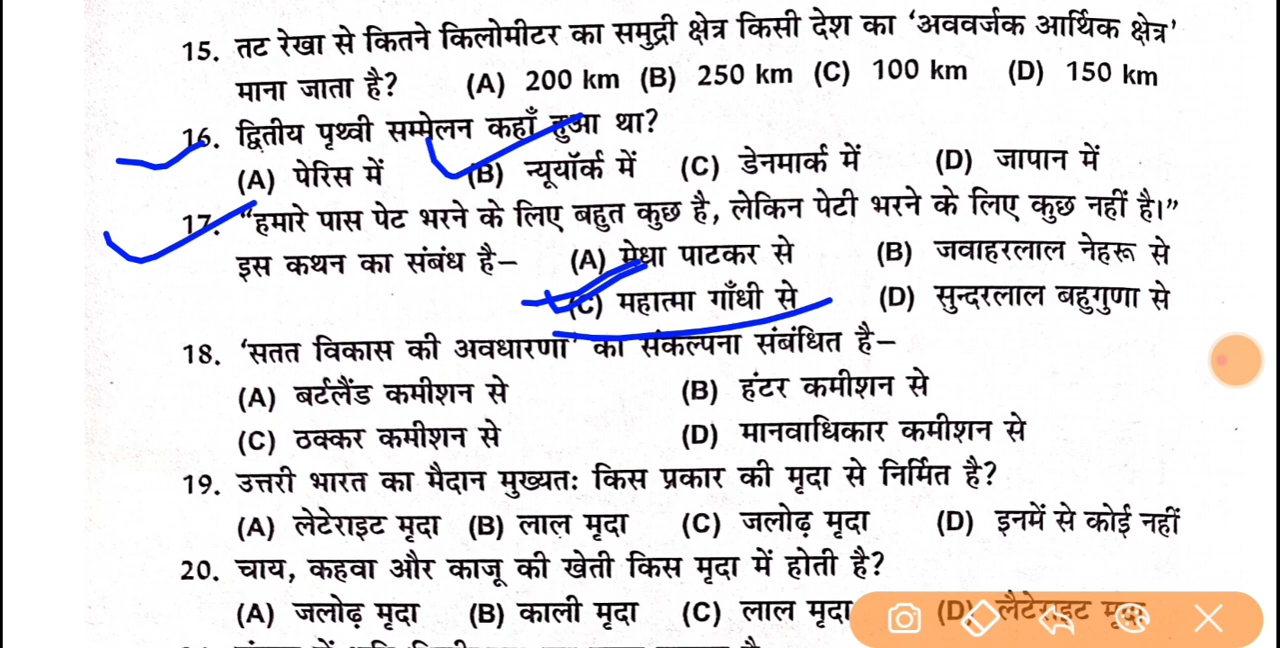 15. तट रेखा से कितने किलोमीटर का समुद्री क्षेत्र किसी देश का ‘अववर्जक आर्थिक क्षेत्र’
माना जाता है? (A) 200 km (B) 250 km (C) 100 km (D) 150 km
16. द्वितीय पृथ्वी सम्मेलन कहाँ हुआ था?
(A) पेरिस में (B) न्यूयॉर्क में (C) डेनमार्क में (D) जापान में
17. “हमारे पास पेट भरने के लिए बहुत कुछ है, लेकिन पेटी भरने के लिए कुछ नहीं है।”
इस कथन का संबंध है– (A) मेधा पाटकर से (B) जवाहरलाल नेहरू से
(C) महात्मा गाँधी से (D) सुन्दरलाल बहुगुणा से
18. ‘सतत विकास की अवधारणा’ की संकल्पना संबंधित है–
(A) बर्टलैंड कमीशन से (B) हंटर कमीशन से
(C) ठक्कर कमीशन से (D) मानवाधिकार कमीशन से
19. उत्तरी भारत का मैदान मुख्यतः किस प्रकार की मृदा से निर्मित है?
(A) लेटेराइट मृदा (B) लाल मृदा (C) जलोढ़ मृदा (D) इनमें से कोई नहीं
20. चाय, कहवा और काजू की खेती किस मृदा में होती है?
(A) जलोढ़ मृदा (B) काली मृदा (C) लाल मृदा (D) लैटेराइट मृदा